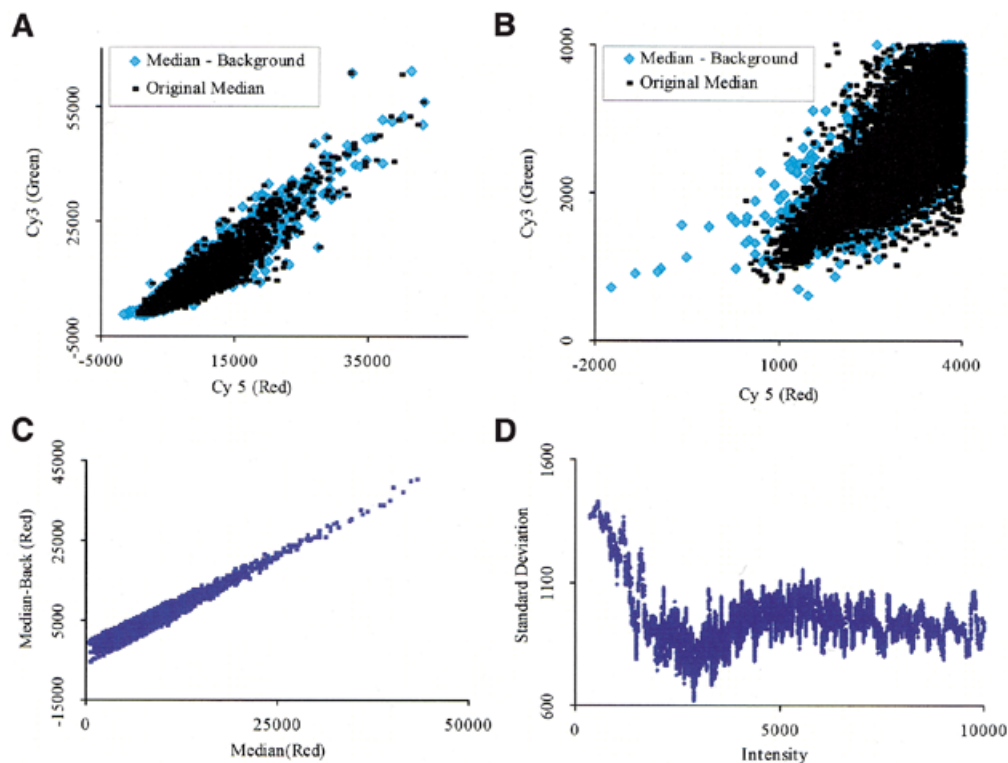 A
Median - Background
Original Median
55000
25000
-5000
Cy3 (Green)
-5000
15000
35000
Cy 5 (Red)
B
Median - Background
Original Median
4000
2000
0
Cy3 (Green)
-2000
1000
4000
Cy 5 (Red)
C
45000
25000
5000
-15000
Median-Back (Red)
0
25000
50000
Median(Red)
D
1600
1100
600
Standard Deviation
0
5000
10000
Intensity